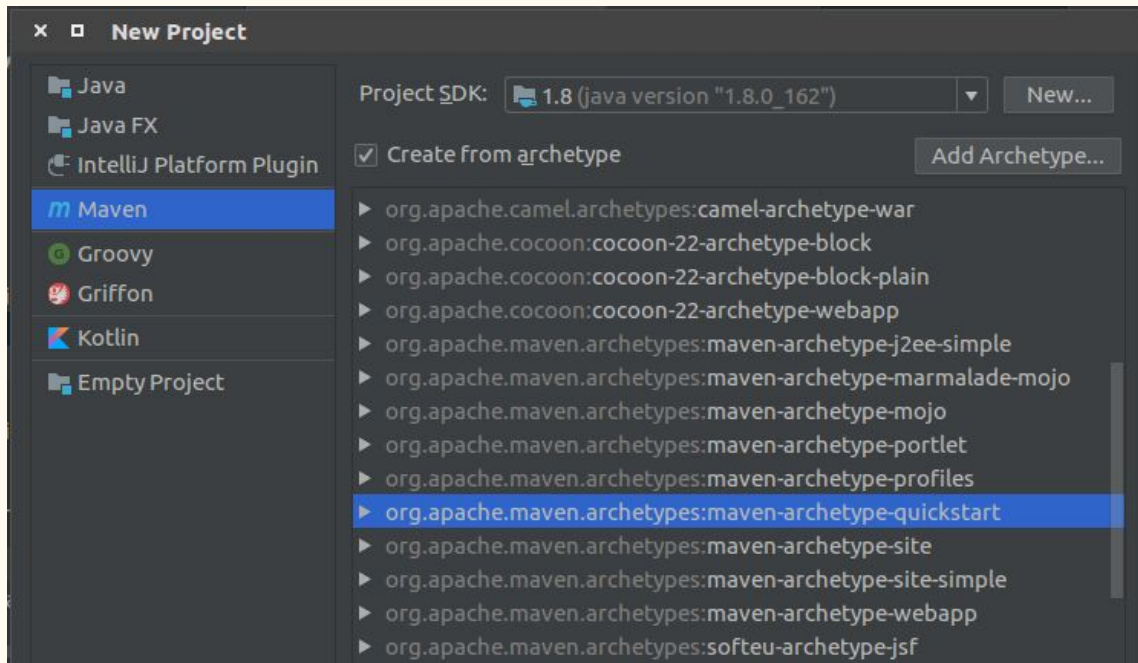 New Project
Java
Java FX
IntelliJ Platform Plugin
Maven
Groovy
Griffon
Kotlin
Empty Project
Project SDK: 1.8 (java version "1.8.0_162") New...
Create from archetype Add Archetype...
org.apache.camel.archetypes:camel-archetype-war
org.apache.cocoon:cocoon-22-archetype-block
org.apache.cocoon:cocoon-22-archetype-block-plain
org.apache.cocoon:cocoon-22-archetype-webapp
org.apache.maven.archetypes:maven-archetype-j2ee-simple
org.apache.maven.archetypes:maven-archetype-marmalade-mojo
org.apache.maven.archetypes:maven-archetype-mojo
org.apache.maven.archetypes:maven-archetype-portlet
org.apache.maven.archetypes:maven-archetype-profiles
org.apache.maven.archetypes:maven-archetype-quickstart
org.apache.maven.archetypes:maven-archetype-site
org.apache.maven.archetypes:maven-archetype-site-simple
org.apache.maven.archetypes:maven-archetype-webapp
org.apache.maven.archetypes:softeu-archetype-jsf